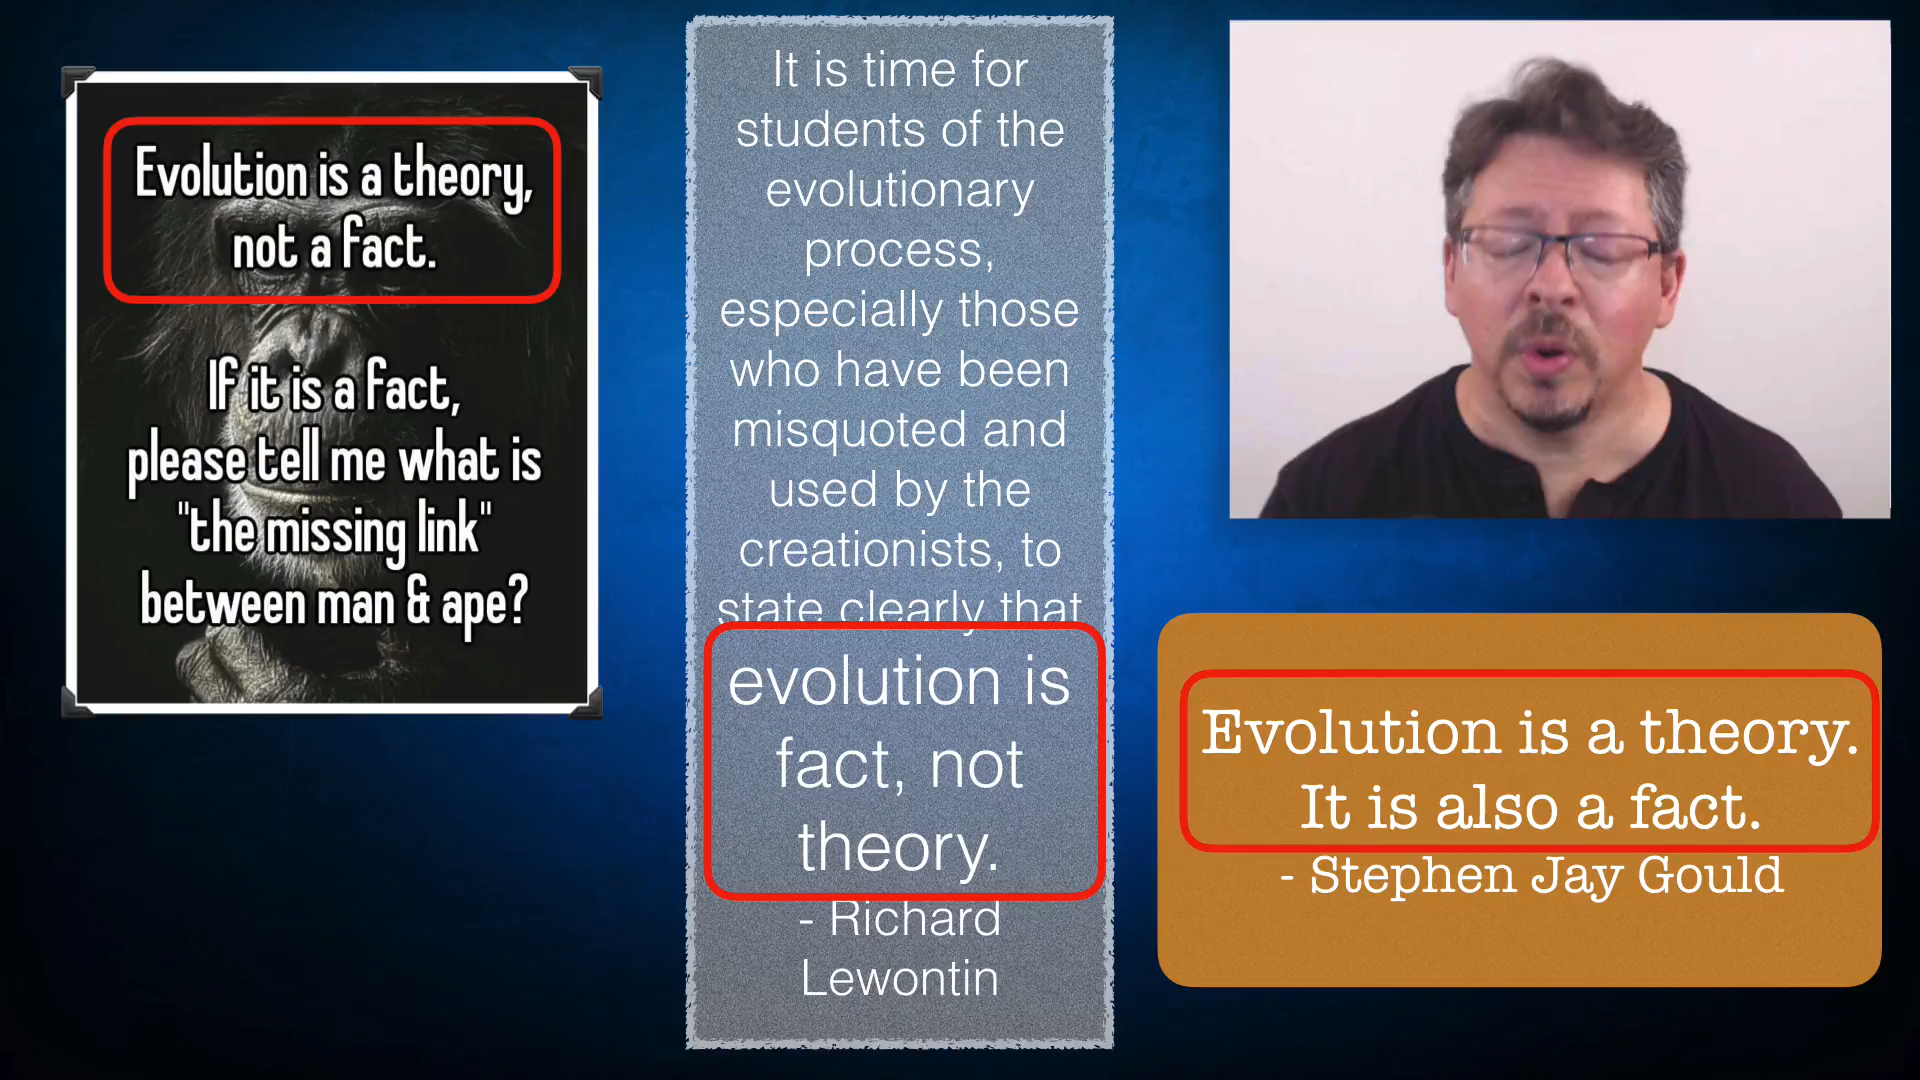 Evolution is a theory,
not a fact.
If it is a fact,
please tell me what is
"the missing link"
between man & ape?
It is time for
students of the
evolutionary
process,
especially those
who have been
misquoted and
used by the
creationists, to
state clearly that
evolution is
fact, not
theory.
- Richard
Lewontin
Evolution is a theory.
It is also a fact.
- Stephen Jay Gould